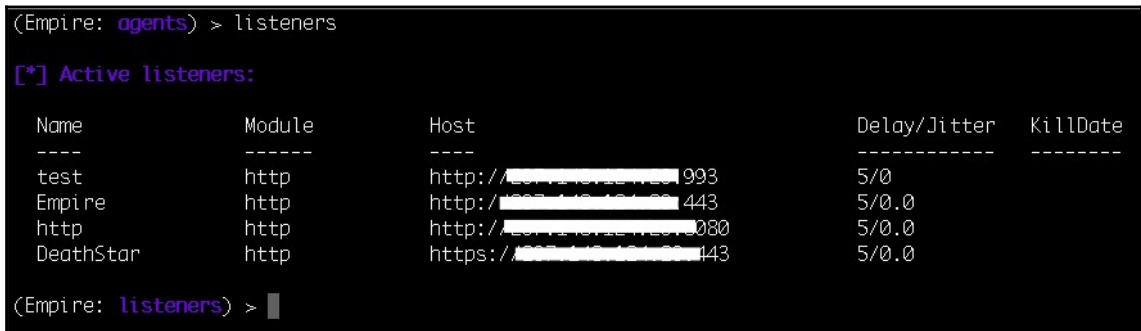 (Empire: agents) > listeners
[*] Active listeners:
Name Module Host Delay/Jitter KillDate
---- ------ ---- ------------ --------
test http http:// 993 5/0
Empire http http:/ 443 5/0.0
http http http:/ 080 5/0.0
DeathStar http https:/ 443 5/0.0
(Empire: listeners) >